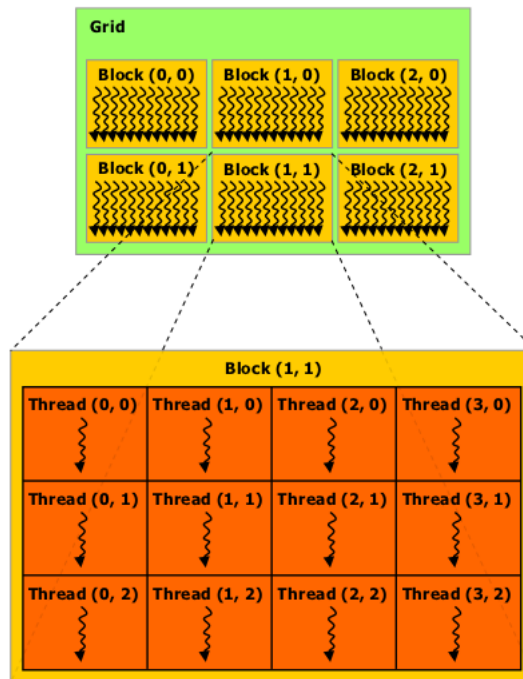 Grid
Block (0, 0) Block (1, 0) Block (2, 0)
Block (0, 1) Block (1, 1) Block (2, 1)
Block (1, 1)
Thread (0, 0) Thread (1, 0) Thread (2, 0) Thread (3, 0)
Thread (0, 1) Thread (1, 1) Thread (2, 1) Thread (3, 1)
Thread (0, 2) Thread (1, 2) Thread (2, 2) Thread (3, 2)